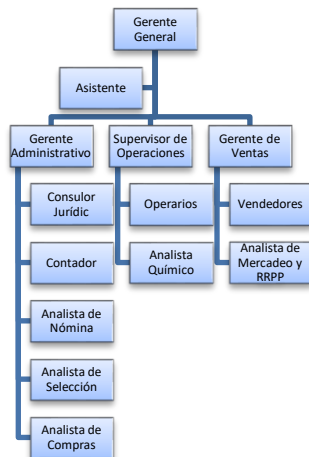 Gerente
General
Asistente
Gerente
Administrativo
Supervisor de
Operaciones
Gerente de
Ventas
Consulor
Jurídic
Operarios
Vendedores
Contador
Analista
Químico
Analista de
Mercadeo y
RRPP
Analista de
Nómina
Analista de
Selección
Analista de
Compras